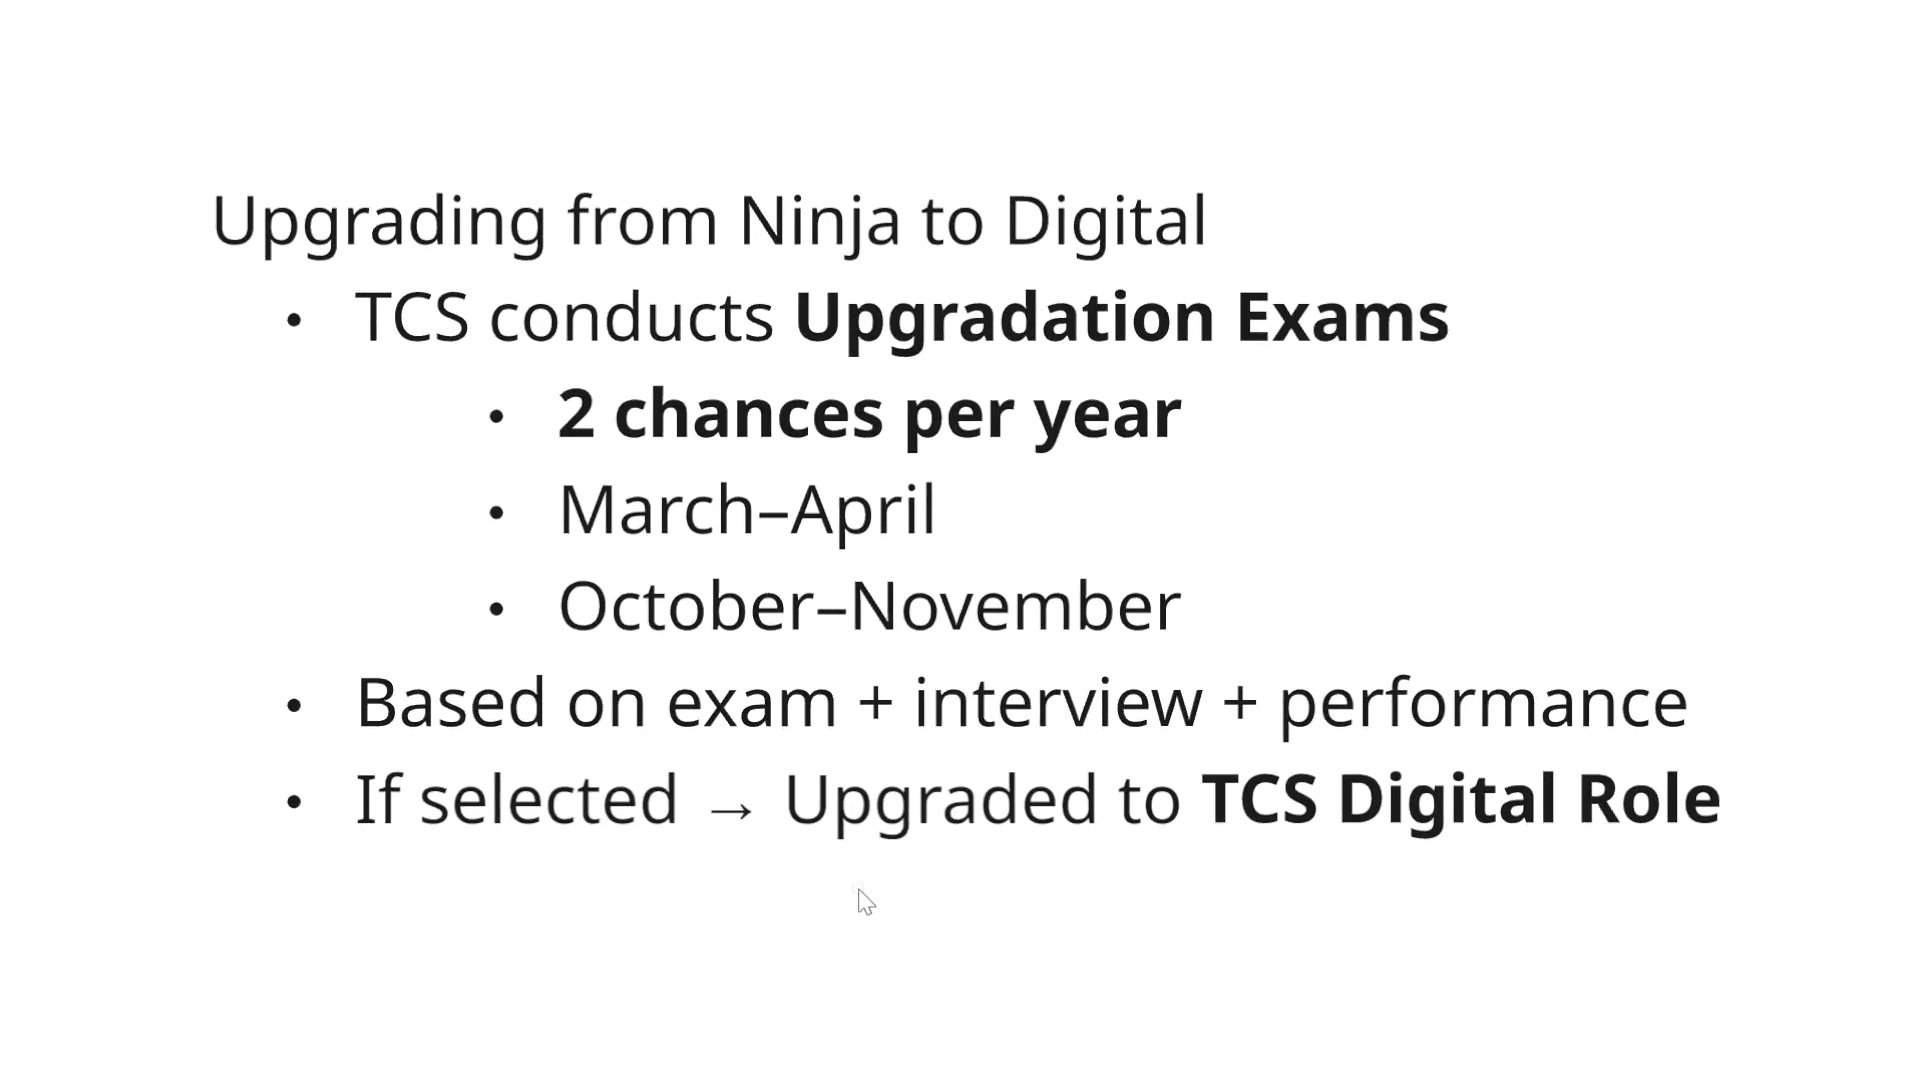 Upgrading from Ninja to Digital
• TCS conducts Upgradation Exams
• 2 chances per year
• March–April
• October–November
• Based on exam + interview + performance
• If selected → Upgraded to TCS Digital Role